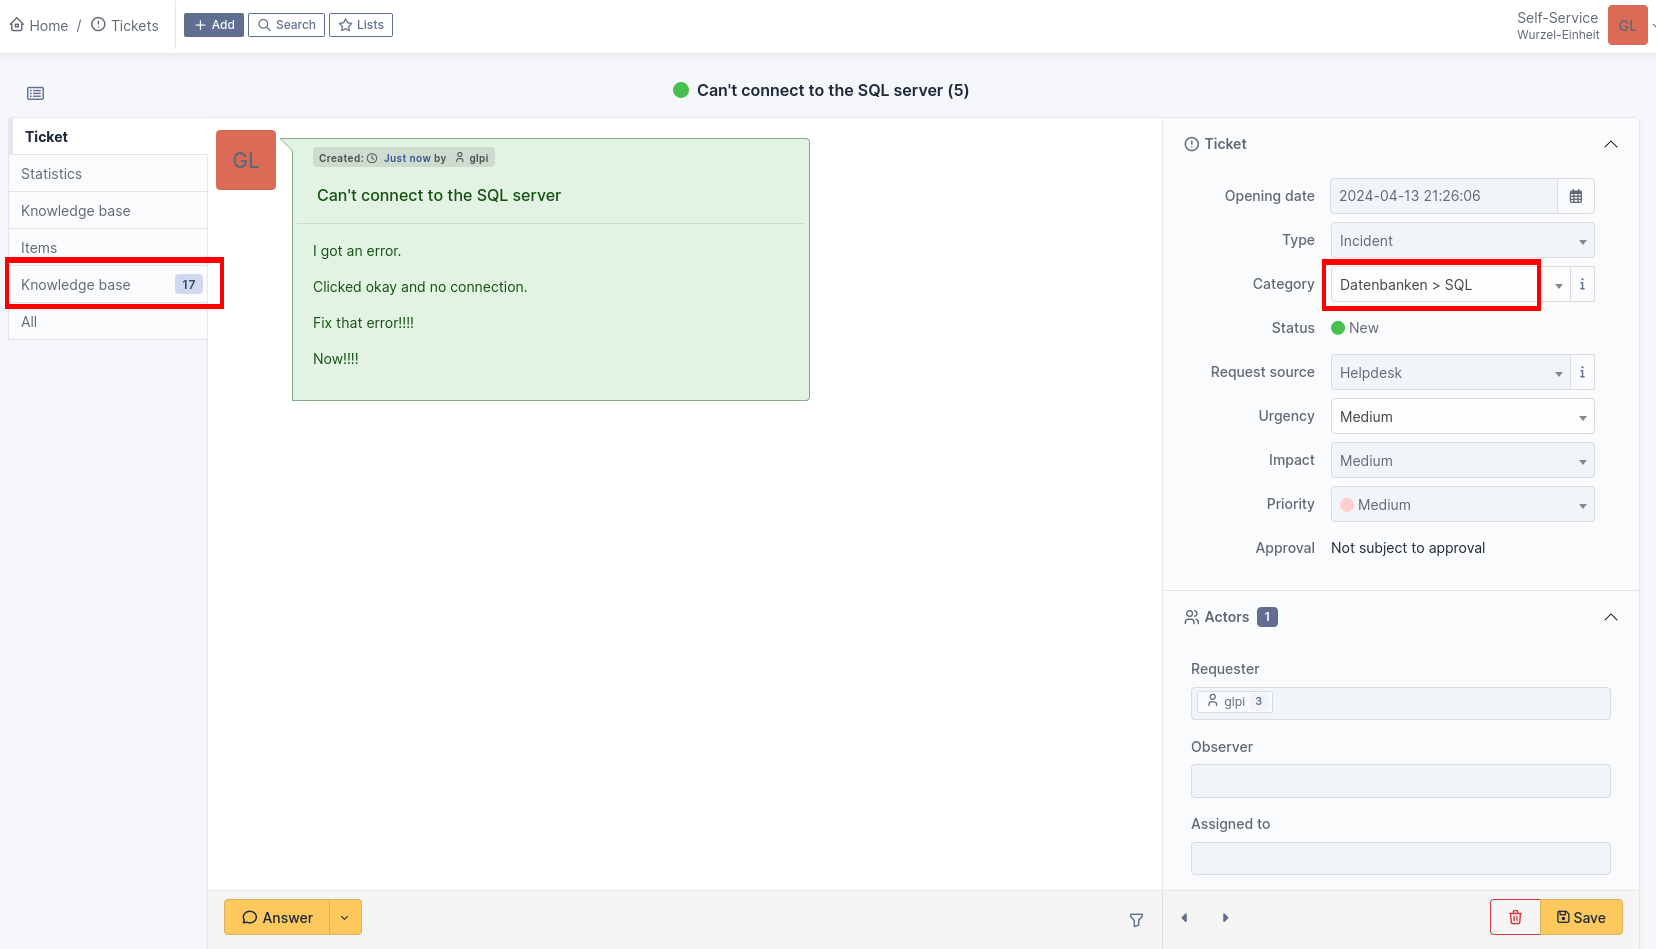 Home / Tickets
Add
Search
Lists
Self-Service
Wurzel-Einheit
GL
Can't connect to the SQL server (5)
Ticket
Statistics
Knowledge base
Items
Knowledge base 17
All
GL
Created: Just now by glpi
Can't connect to the SQL server
I got an error.
Clicked okay and no connection.
Fix that error!!!!
Now!!!!
Answer
Ticket
Opening date 2024-04-13 21:26:06
Type Incident
Category Datenbanken > SQL i
Status New
Request source Helpdesk i
Urgency Medium
Impact Medium
Priority Medium
Approval Not subject to approval
Actors 1
Requester
glpi 3
Observer
Assigned to
Save